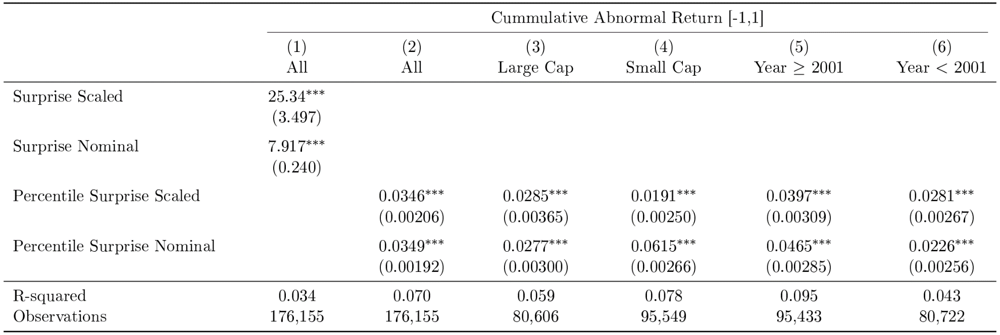 Cummulative Abnormal Return [-1,1]
(1) (2) (3) (4) (5) (6)
All All Large Cap Small Cap Year ≥ 2001 Year < 2001
Surprise Scaled 25.34***
(3.497)
Surprise Nominal 7.917***
(0.240)
Percentile Surprise Scaled 0.0346*** 0.0285*** 0.0191*** 0.0397*** 0.0281***
(0.00206) (0.00365) (0.00250) (0.00309) (0.00267)
Percentile Surprise Nominal 0.0349*** 0.0277*** 0.0615*** 0.0465*** 0.0226***
(0.00192) (0.00300) (0.00266) (0.00285) (0.00256)
R-squared 0.034 0.070 0.059 0.078 0.095 0.043
Observations 176,155 176,155 80,606 95,549 95,433 80,722